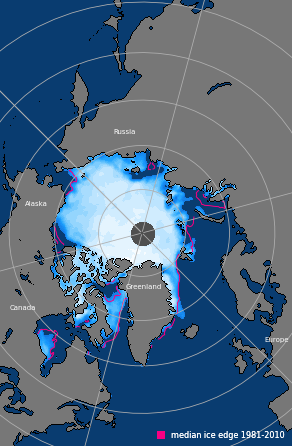 Russia
Alaska
Greenland
Canada
Europe
median ice edge 1981-2010